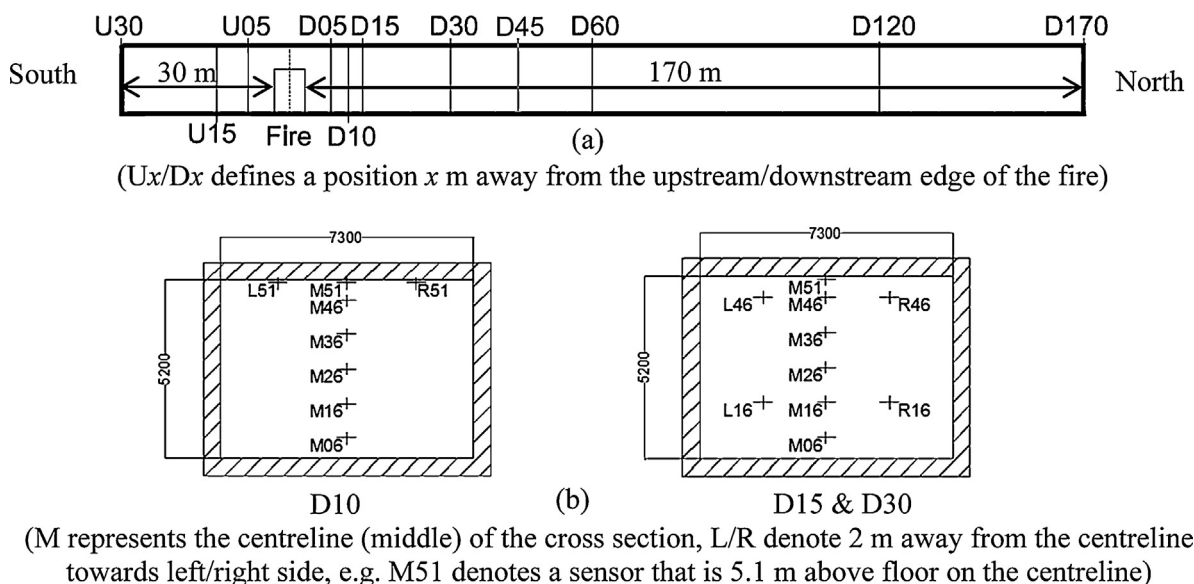 U30 U05 D05 D15 D30 D45 D60 D120 D170
South 30 m 170 m North
U15 Fire D10
(a)
(Ux/Dx defines a position x m away from the upstream/downstream edge of the fire)
7300 7300
L51 M51 R51 M51
M46 L46 M46 R46
M36 M36
5200 5200
M26 M26
M16 L16 M16 R16
M06 M06
D10 (b) D15 & D30
(M represents the centreline (middle) of the cross section, L/R denote 2 m away from the centreline
towards left/right side, e.g. M51 denotes a sensor that is 5.1 m above floor on the centreline)